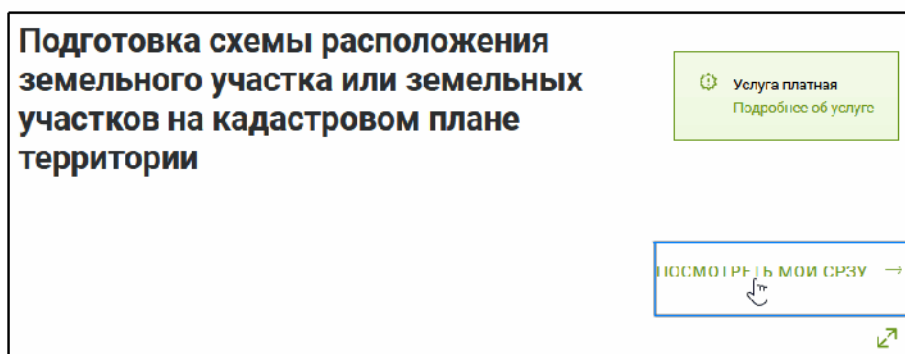 Подготовка схемы расположения
земельного участка или земельных
участков на кадастровом плане
территории
Услуга платная
Подробнее об услуге
ПОСМОТРЕТЬ МОИ СРЗУ →